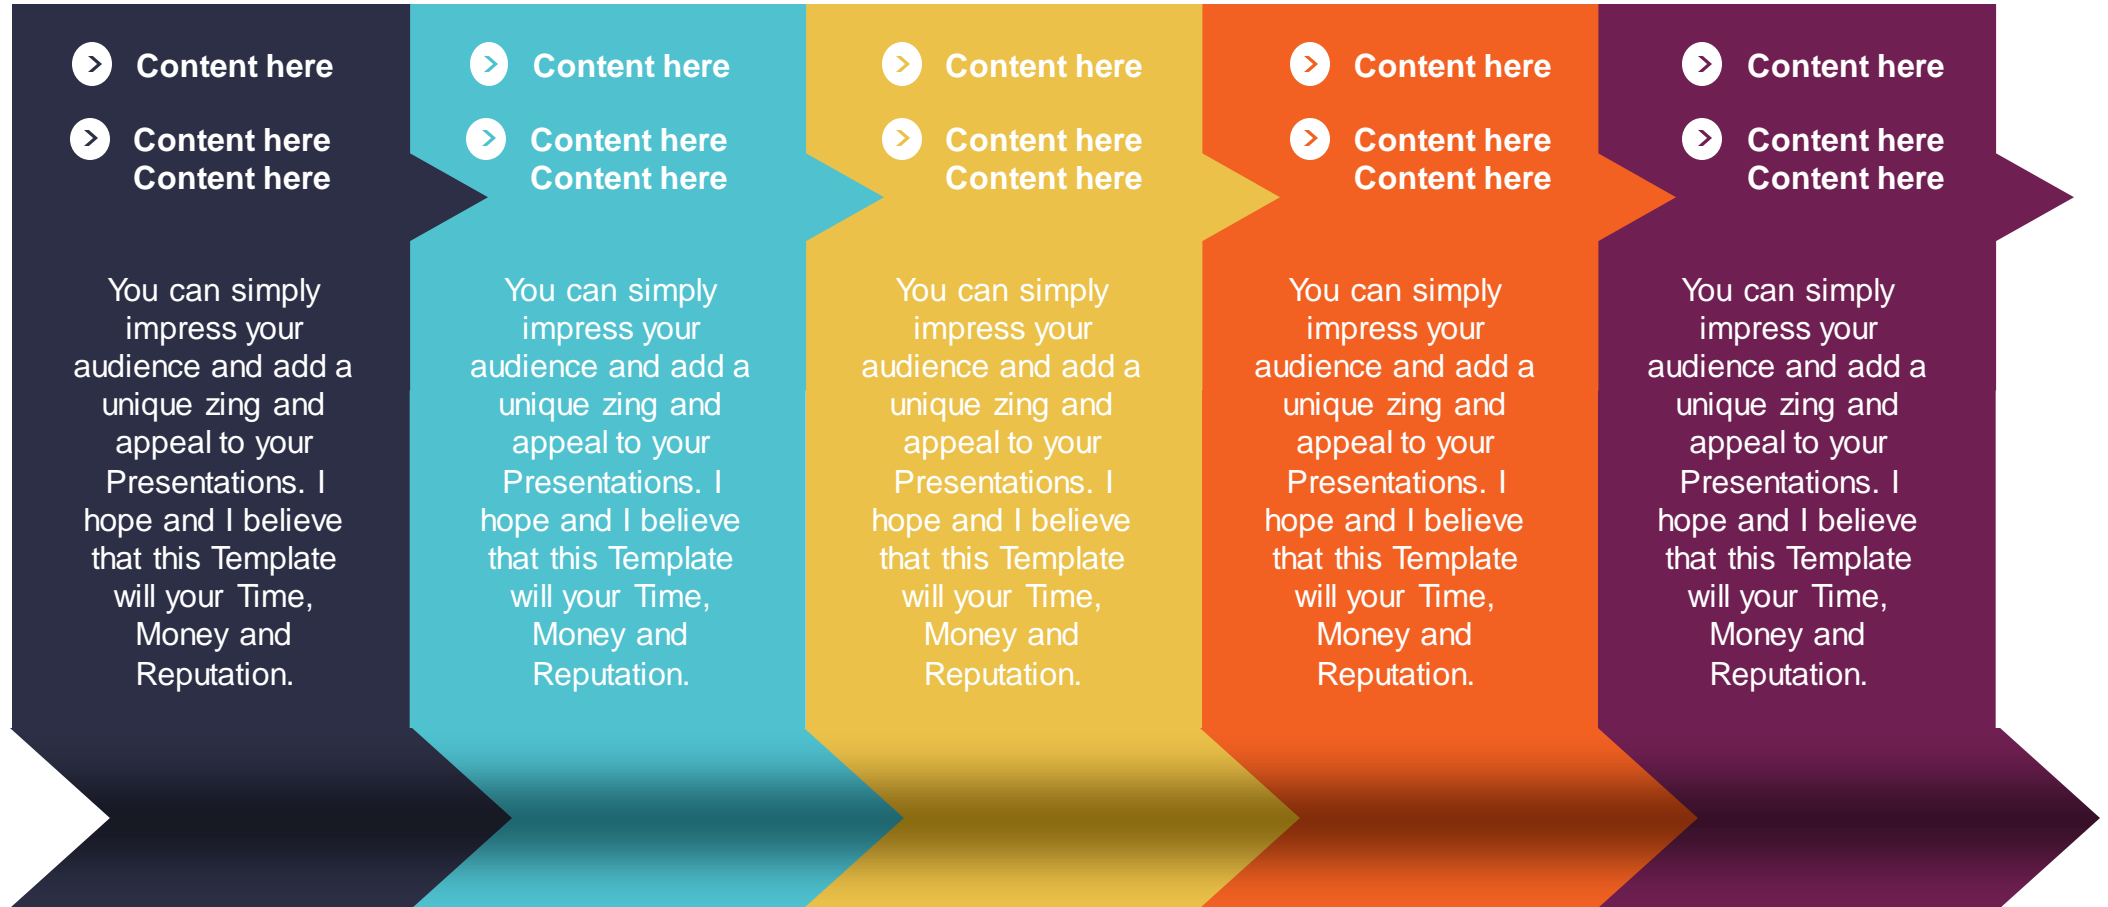 Content here
Content here
Content here
You can simply
impress your
audience and add a
unique zing and
appeal to your
Presentations. I
hope and I believe
that this Template
will your Time,
Money and
Reputation.
Content here
Content here
Content here
You can simply
impress your
audience and add a
unique zing and
appeal to your
Presentations. I
hope and I believe
that this Template
will your Time,
Money and
Reputation.
Content here
Content here
Content here
You can simply
impress your
audience and add a
unique zing and
appeal to your
Presentations. I
hope and I believe
that this Template
will your Time,
Money and
Reputation.
Content here
Content here
Content here
You can simply
impress your
audience and add a
unique zing and
appeal to your
Presentations. I
hope and I believe
that this Template
will your Time,
Money and
Reputation.
Content here
Content here
Content here
You can simply
impress your
audience and add a
unique zing and
appeal to your
Presentations. I
hope and I believe
that this Template
will your Time,
Money and
Reputation.